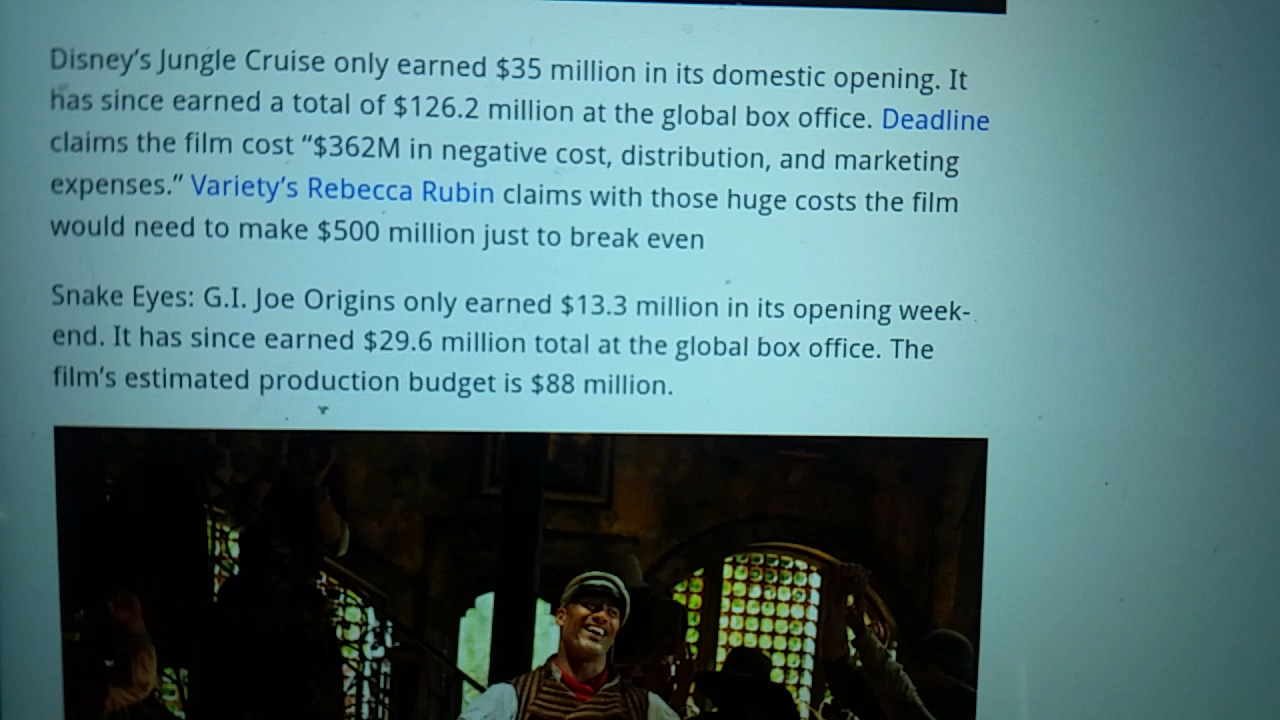 Disney's Jungle Cruise only earned $35 million in its domestic opening. It
has since earned a total of $126.2 million at the global box office. Deadline
claims the film cost "$362M in negative cost, distribution, and marketing
expenses." Variety's Rebecca Rubin claims with those huge costs the film
would need to make $500 million just to break even
Snake Eyes: G.I. Joe Origins only earned $13.3 million in its opening week-
end. It has since earned $29.6 million total at the global box office. The
film's estimated production budget is $88 million.